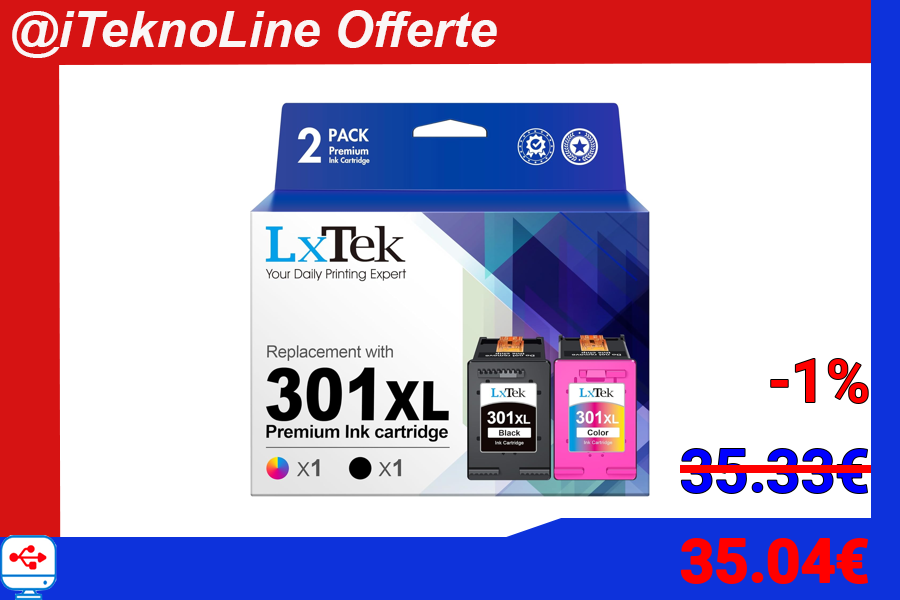 @iTeknoLine Offerte
2 PACK
Premium
Ink Cartridge
LxTek
Your Daily Printing Expert
Replacement with
301XL
Premium Ink cartridge
X1 X1
LxTek
301XL
Black
Ink Cartridge
LxTek
301XL
Color
Ink Cartridge
-1%
35.33€
35.04€